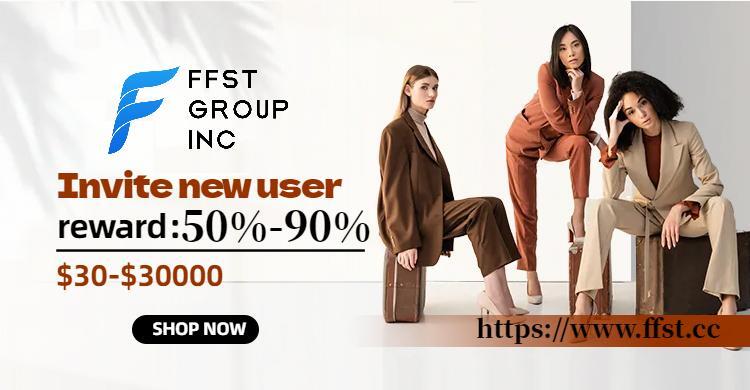 FFST
GROUP
INC
Invite new user
reward:50%-90%
$30-$30000
SHOP NOW
https://www.ffst.cc